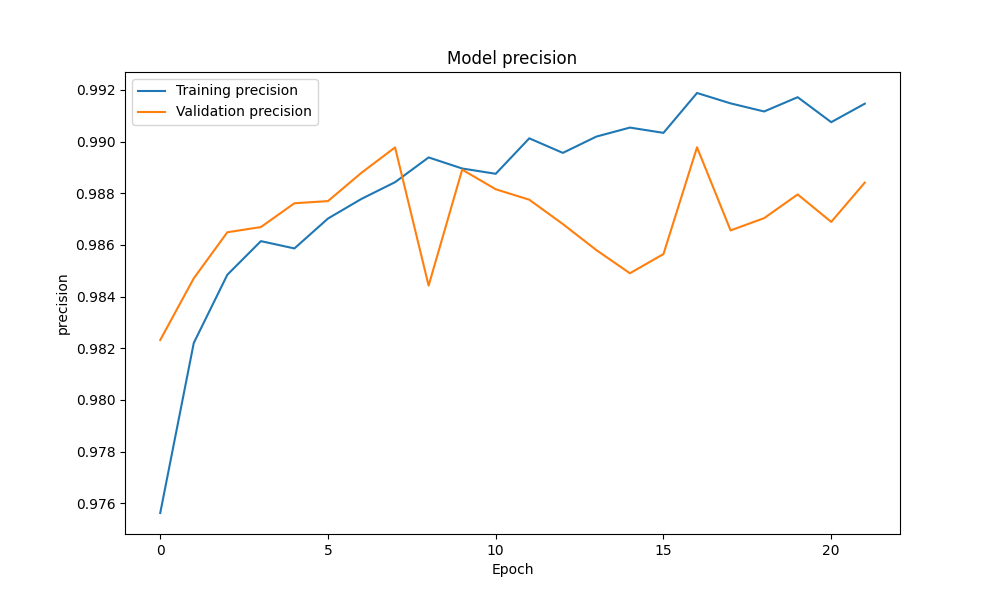 Model precision
Training precision
Validation precision
0.992
0.990
0.988
0.986
0.984
0.982
0.980
0.978
0.976
precision
0
5
10
15
20
Epoch